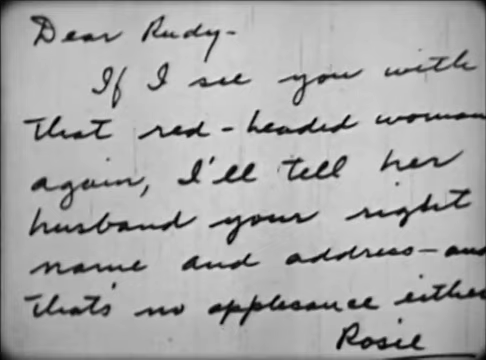 Dear Rudy-
If I see you with
that red-headed woman
again, I'll tell her
husband your right
name and address-and
that's no applesauce either
Rosie